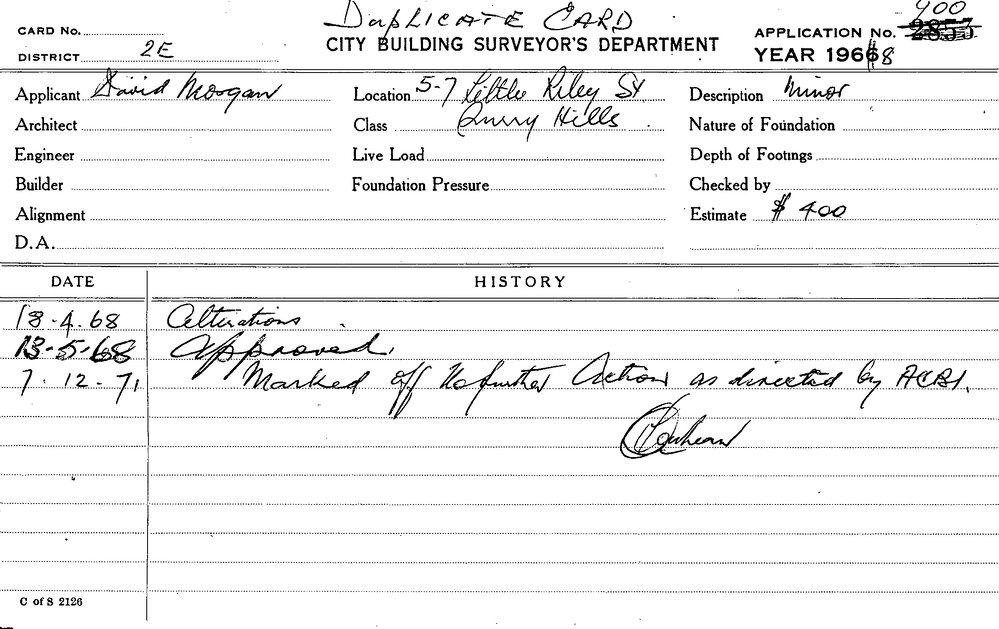 Duplicate Card
CARD No.
CITY BUILDING SURVEYOR'S DEPARTMENT
900
APPLICATION No. 2853
DISTRICT 2E
YEAR 1968
Applicant David Morgan
Location 5-7 Little Riley St
Description Minor
Architect
Class Surry Hills
Nature of Foundation
Engineer
Live Load
Depth of Footings
Builder
Foundation Pressure
Checked by
Alignment
Estimate $ 400
D.A.
DATE HISTORY
18.4.68 Alterations
13-5-68 Approved.
7.12.71 Marked off No further Action as directed by ACBI.
C of S 2126